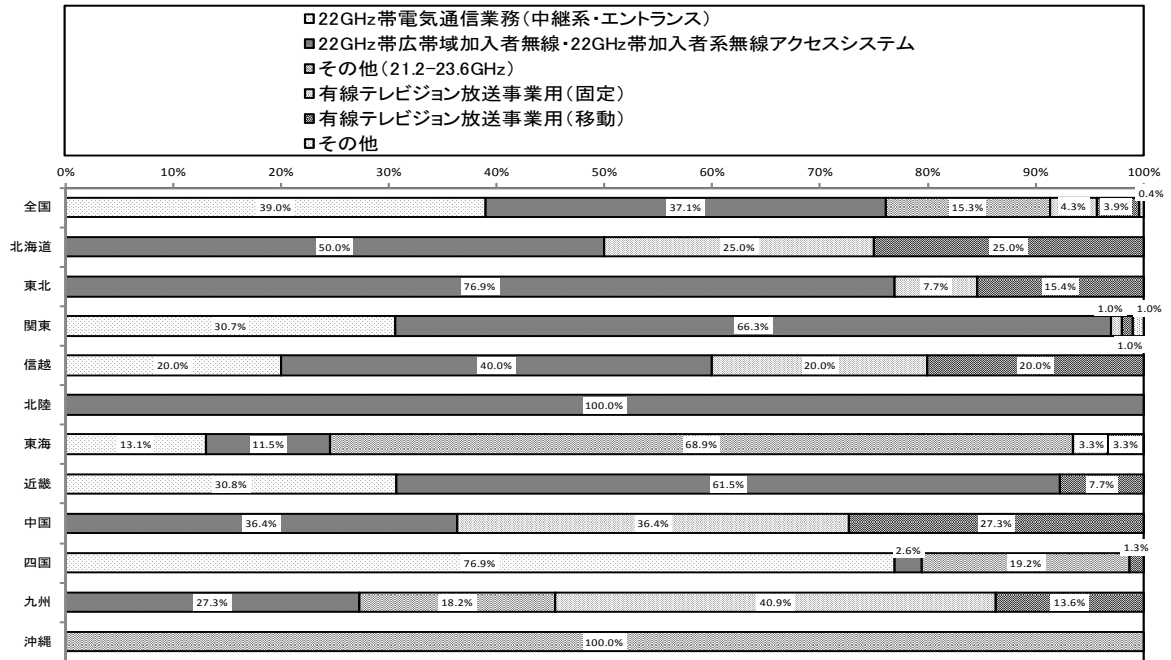 22GHz帯電気通信業務(中継系・エントランス)
22GHz帯広帯域加入者無線・22GHz帯加入者系無線アクセスシステム
その他(21.2-23.6GHz)
有線テレビジョン放送事業用(固定)
有線テレビジョン放送事業用(移動)
その他
0% 10% 20% 30% 40% 50% 60% 70% 80% 90% 100%
全国 39.0% 37.1% 15.3% 4.3% 3.9% 0.4%
北海道 50.0% 25.0% 25.0%
東北 76.9% 7.7% 15.4%
関東 30.7% 66.3% 1.0% 1.0% 1.0%
信越 20.0% 40.0% 20.0% 20.0%
北陸 100.0%
東海 13.1% 11.5% 68.9% 3.3% 3.3%
近畿 30.8% 61.5% 7.7%
中国 36.4% 36.4% 27.3%
四国 76.9% 2.6% 19.2% 1.3%
九州 27.3% 18.2% 40.9% 13.6%
沖縄 100.0%